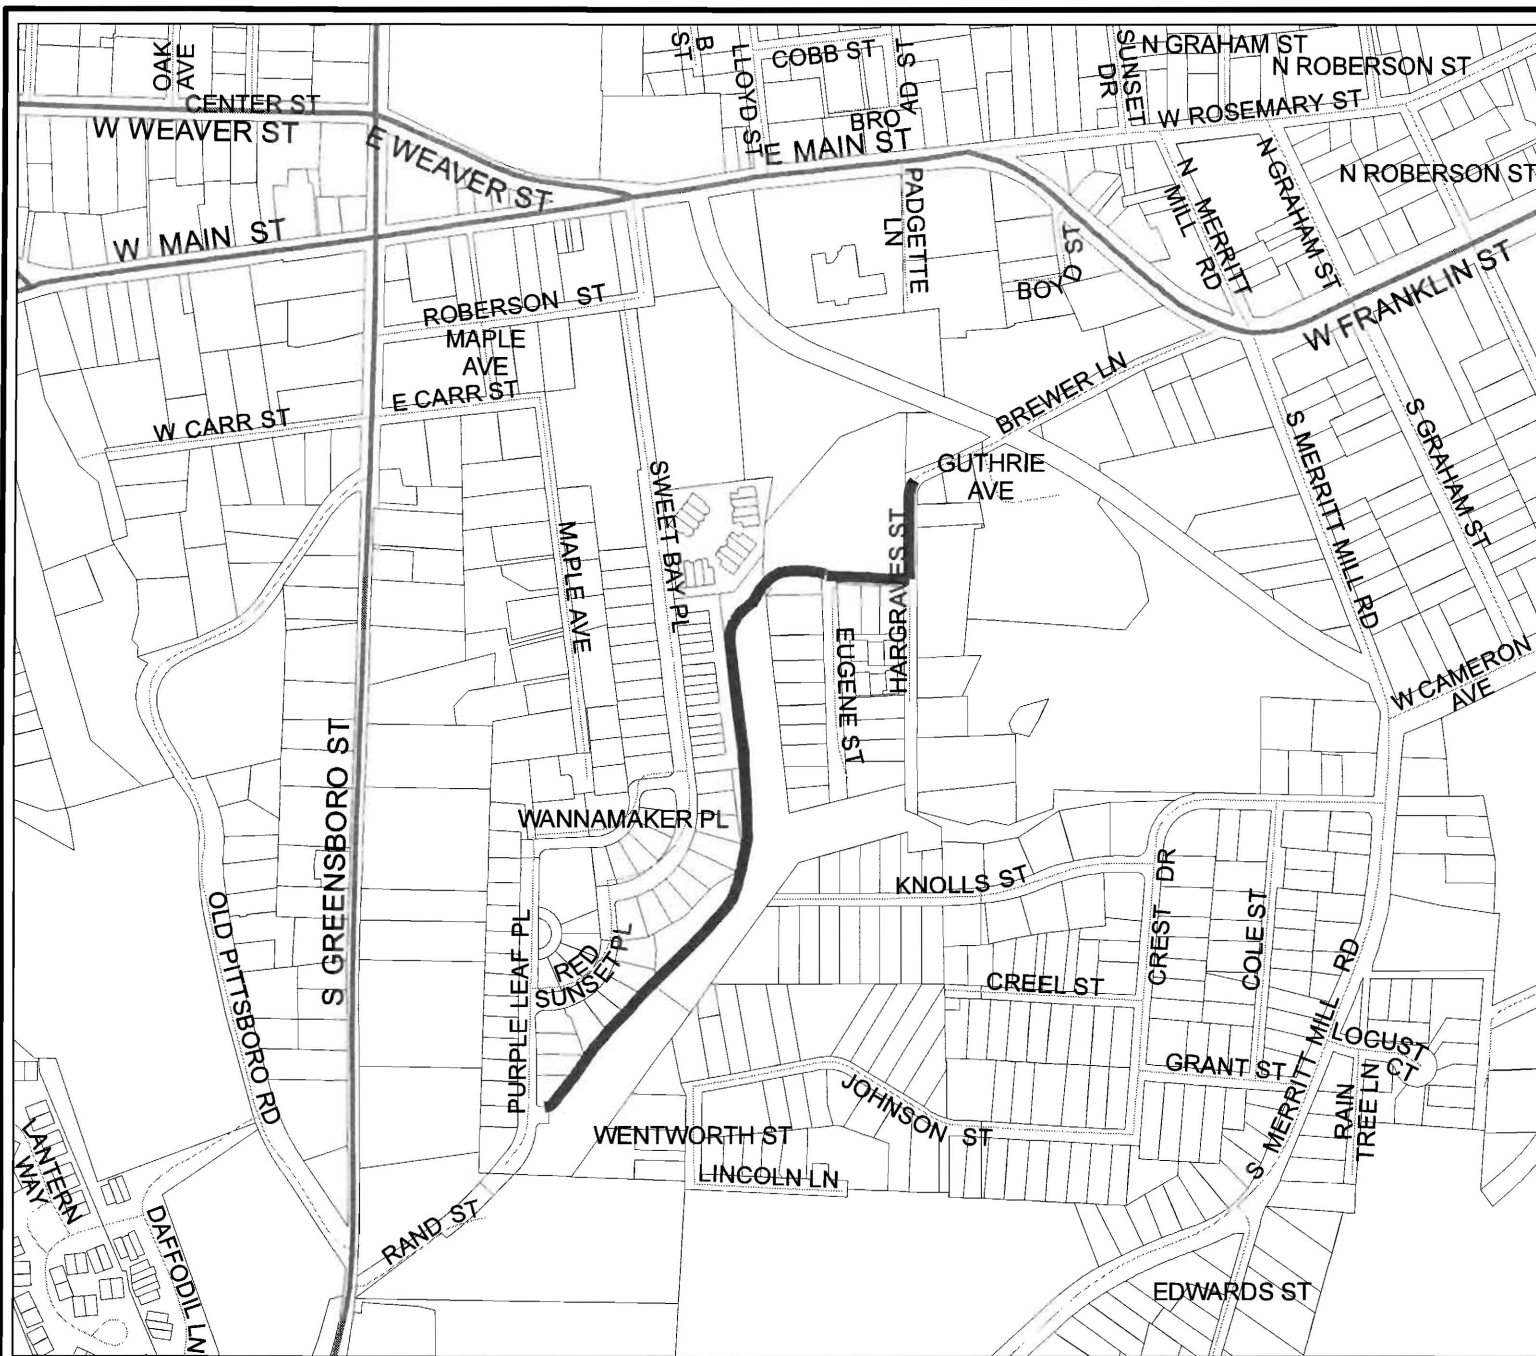 OAK
AVE
B
ST
LLOYD ST
COBB ST
BRO
AD ST
SUNSET
DR
N GRAHAM ST
N ROBERSON ST
CENTER ST
W WEAVER ST
E WEAVER ST
E MAIN ST
W ROSEMARY ST
N GRAHAM ST
N ROBERSON ST
N MERRITT
MILL RD
PADGETTE
LN
W MAIN ST
BOYD ST
W FRANKLIN ST
ROBERSON ST
MAPLE
AVE
E CARR ST
W CARR ST
BREWER LN
GUTHRIE
AVE
S MERRITT MILL RD
S GRAHAM ST
SWEET BAY PL
MAPLE AVE
HARGRAVES ST
EUGENE ST
W CAMERON
AVE
S GREENSBORO ST
WANNAMAKER PL
KNOLLS ST
CREST DR
COLE ST
OLD PITTSBORO RD
PURPLE LEAF PL
RED
SUNSET PL
CREEL ST
S MERRITT MILL RD
LOCUST
CT
GRANT ST
RAIN
TREE LN
JOHNSON ST
WENTWORTH ST
LINCOLN LN
LANTERN
WAY
DAFFODIL LN
RAND ST
EDWARDS ST